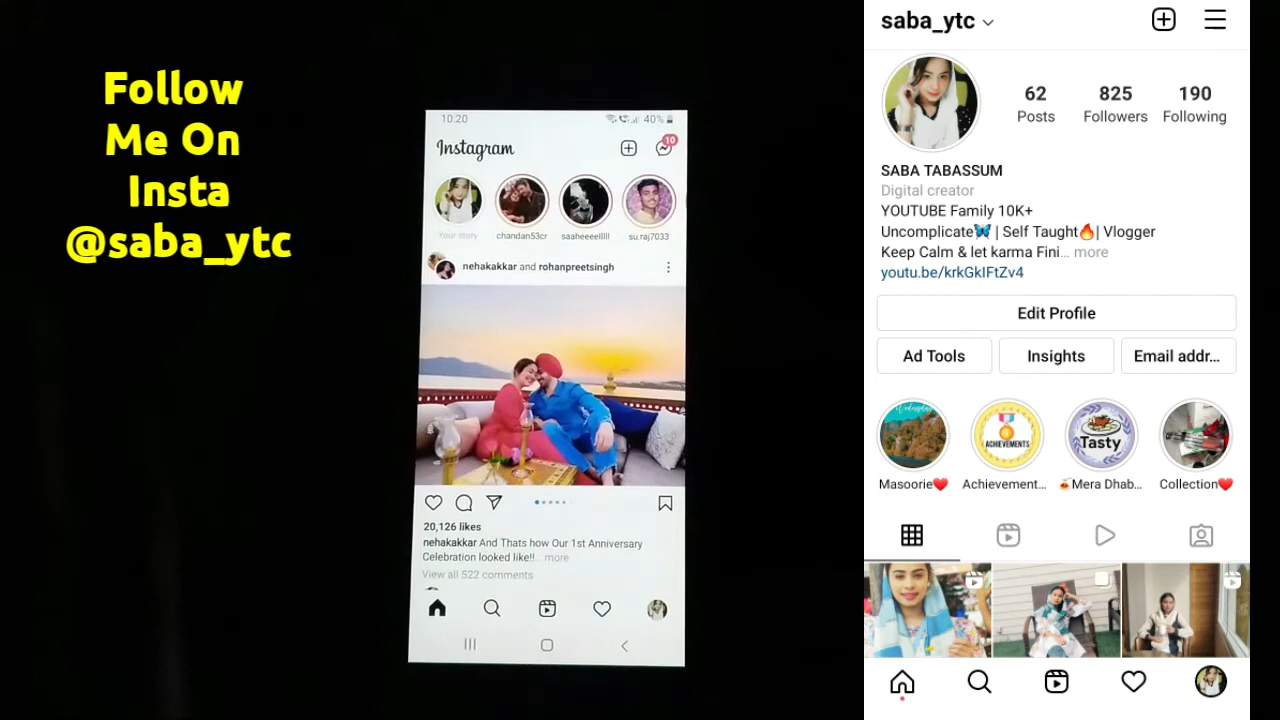 Follow
Me On
Insta
@saba_ytc
10.20
40%
Instagram
10
Your story
chandan53cr
saaheeeellll!
su.raj7033
nehakakkar and rohanpreetsingh
20,126 likes
nehakakkar And Thats how Our 1st Anniversary
Celebration looked like!!... more
View all 522 comments
saba_ytc
62
825
190
Posts
Followers
Following
SABA TABASSUM
Digital creator
YOUTUBE Family 10K+
Uncomplicate🦋 | Self Taught🔥| Vlogger
Keep Calm & let karma Fini... more
youtu.be/krkGkIFtZv4
Edit Profile
Ad Tools
Insights
Email addr...
ACHIEVEMENTS
Tasty
Masoorie❤️
Achievement...
🍝Mera Dhab...
Collection❤️